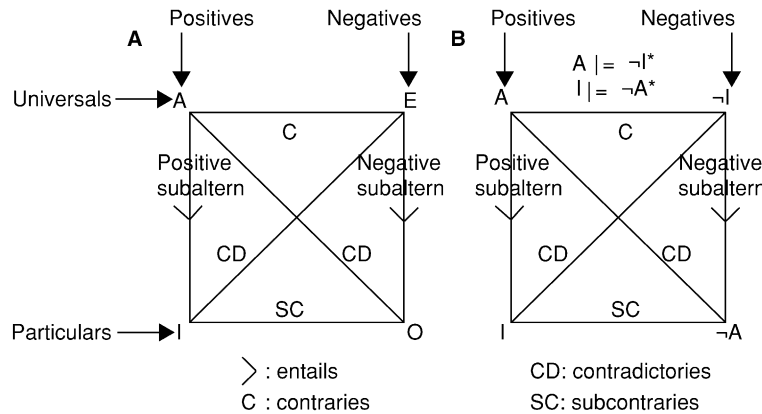 Positives Negatives Positives Negatives
A B
A |= ¬I*
I |= ¬A*
Universals A E A ¬I
C C
Positive subaltern Negative subaltern Positive subaltern Negative subaltern
CD CD CD CD
SC SC
Particulars I O I ¬A
: entails CD: contradictories
C : contraries SC: subcontraries